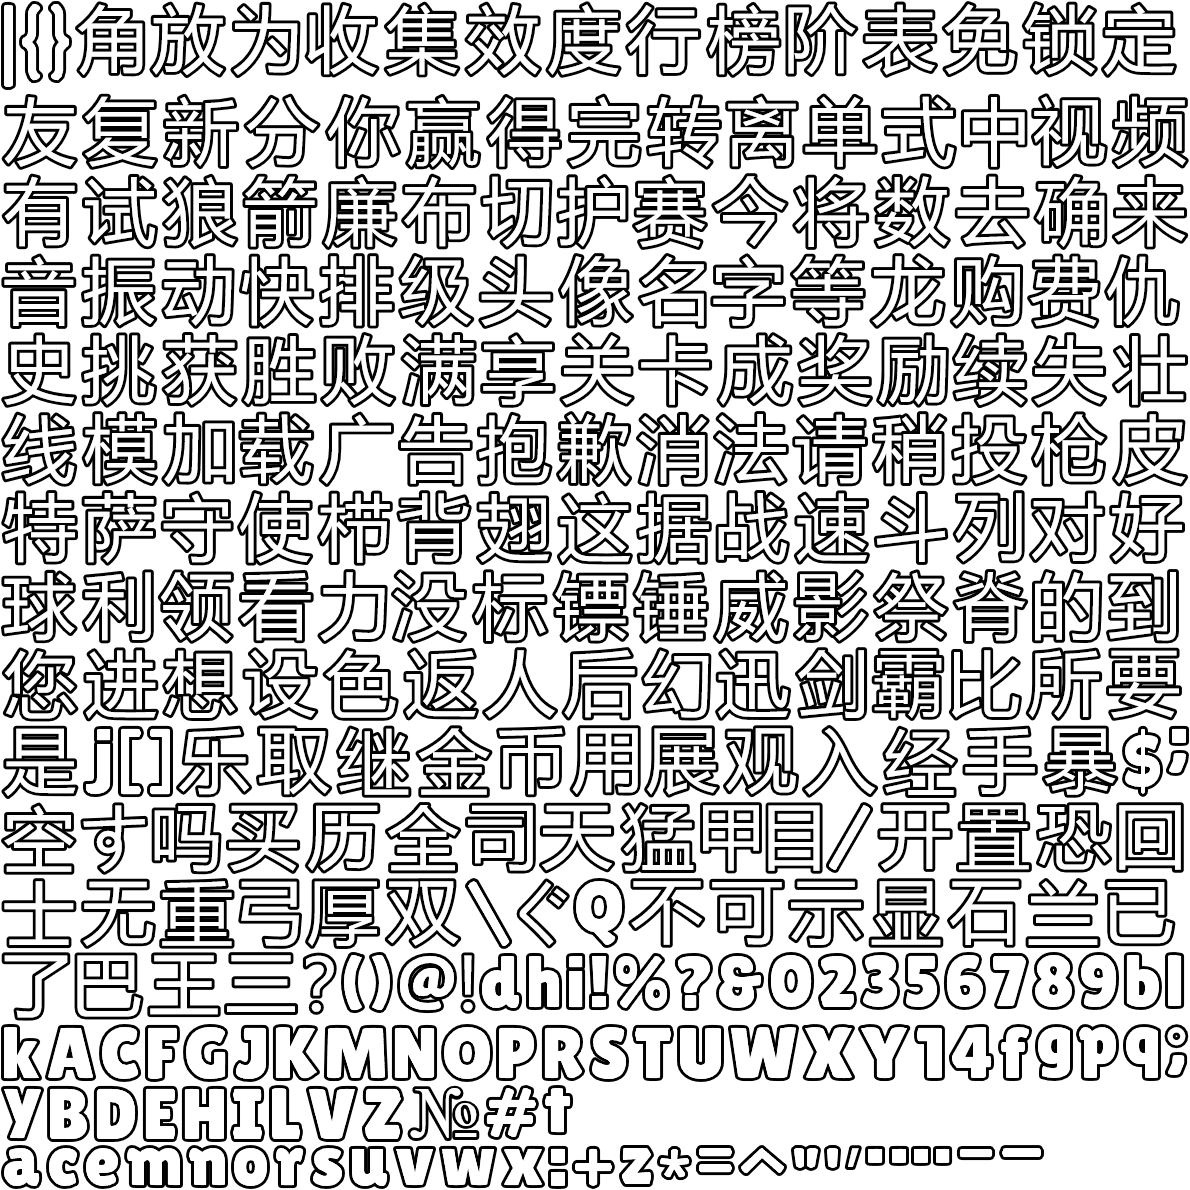 |{}角放为收集效度行榜阶表免锁定
友复新分你赢得完转离单式中视频
有试狼箭廉布切护赛今将数去确来
音振动快排级头像名字等龙购费仇
史挑获胜败满享关卡成奖励续失壮
线模加载广告抱歉消法请稍投枪皮
特萨守使栉背翅这据战速斗列对好
球利领看力没标镖锤威影祭脊的到
您进想设色返人后幻迅剑霸比所要
是j[]乐取继金币用展观入经手暴$;
空す吗买历全司天猛甲目/开置恐回
士无重弓厚双\ぐQ不可示显石兰已
了巴王三？()@!dhi!%?&02356789bl
kACFGJKMNOPRSTUWXY14fgpq;
yBDEHILVZ№#t
acemnorsuvwx:+z*=へ"'